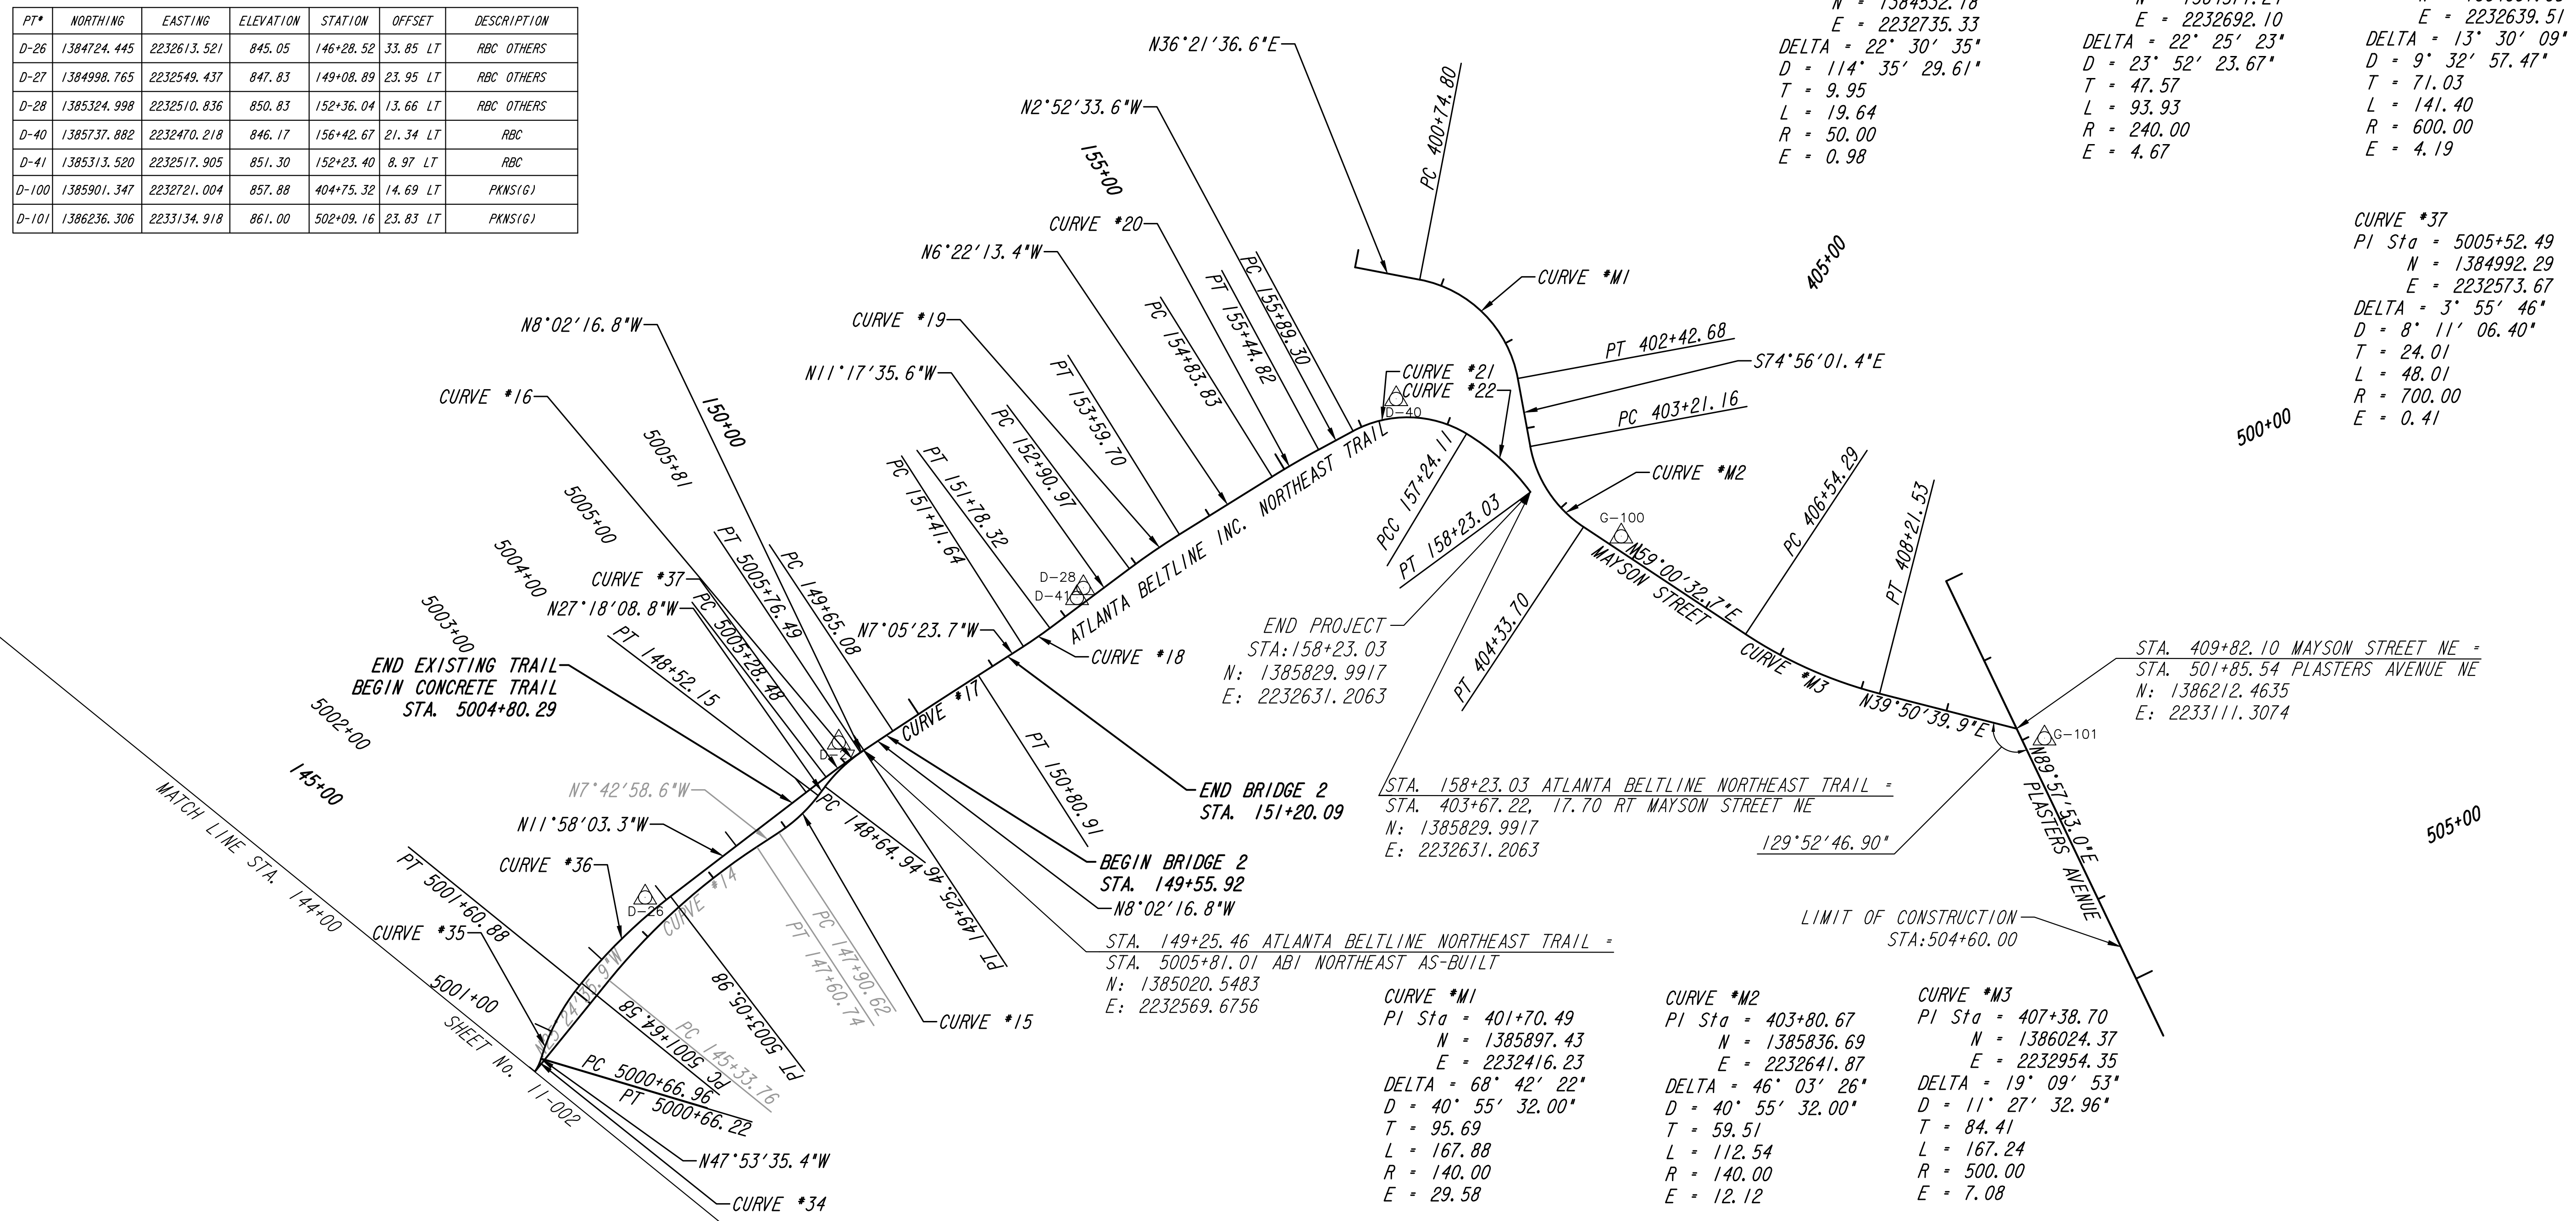 PT# NORTHING EASTING ELEVATION STATION OFFSET DESCRIPTION
D-26 1384724.445 2232613.521 845.05 146+28.52 33.85 LT RBC OTHERS
D-27 1384998.765 2232549.437 847.83 149+08.89 23.95 LT RBC OTHERS
D-28 1385324.998 2232510.836 850.83 152+36.04 13.66 LT RBC OTHERS
D-40 1385737.882 2232470.218 846.17 156+42.67 21.34 LT RBC
D-41 1385313.520 2232517.905 851.30 152+23.40 8.97 LT RBC
D-100 1385901.347 2232721.004 857.88 404+75.32 14.69 LT PKNS(G)
D-101 1386236.306 2233134.918 861.00 502+09.16 23.83 LT PKNS(G)
N = 1384532.18
E = 2232735.33
DELTA = 22° 30' 35"
D = 114° 35' 29.61"
T = 9.95
L = 19.64
R = 50.00
E = 0.98
E = 2232692.10
DELTA = 22° 25' 23"
D = 23° 52' 23.67"
T = 47.57
L = 93.93
R = 240.00
E = 4.67
E = 2232639.51
DELTA = 13° 30' 09"
D = 9° 32' 57.47"
T = 71.03
L = 141.40
R = 600.00
E = 4.19
CURVE #37
PI Sta = 5005+52.49
N = 1384992.29
E = 2232573.67
DELTA = 3° 55' 46"
D = 8° 11' 06.40"
T = 24.01
L = 48.01
R = 700.00
E = 0.41
N36°21'36.6"E
N2°52'33.6"W
155+00
CURVE #20
N6°22'13.4"W
PC 400+74.80
405+00
CURVE #M1
PC 155+89.30
PT 155+44.82
PC 154+83.83
N8°02'16.8"W
CURVE #19
N11°17'35.6"W
PT 153+59.70
PC 152+90.97
PT 402+42.68
S74°56'01.4"E
PC 403+21.16
CURVE #21
CURVE #22
D-40
CURVE #16
150+00
5005+81
5005+00
5004+00
5003+00
5002+00
145+00
5001+00
500+00
505+00
PT 151+78.32
PC 151+41.64
ATLANTA BELTLINE INC. NORTHEAST TRAIL
PCC 157+24.11
PT 158+23.03
CURVE #M2
G-100
MAYSON STREET
N59°00'32.7"E
PC 406+54.29
PT 408+21.53
PT 404+33.70
CURVE #M3
N39°50'39.9"E
CURVE #37
N27°18'08.8"W
PT 5005+76.49
PC 149+65.08
PC 5005+28.48
PT 148+52.15
D-28
D-41
N7°05'23.7"W
CURVE #18
CURVE #17
END PROJECT
STA:158+23.03
N: 1385829.9917
E: 2232631.2063
END EXISTING TRAIL
BEGIN CONCRETE TRAIL
STA. 5004+80.29
STA. 409+82.10 MAYSON STREET NE =
STA. 501+85.54 PLASTERS AVENUE NE
N: 1386212.4635
E: 2233111.3074
G-101
N89°57'53.0"E
PLASTERS AVENUE
PT 150+80.91
END BRIDGE 2
STA. 151+20.09
STA. 158+23.03 ATLANTA BELTLINE NORTHEAST TRAIL =
STA. 403+67.22, 17.70 RT MAYSON STREET NE
N: 1385829.9917
E: 2232631.2063
129°52'46.90"
MATCH LINE STA. 144+00
SHEET No. 11-002
N7°42'58.6"W
N11°58'03.3"W
CURVE #36
PC 148+64.94
PT 149+25.46
BEGIN BRIDGE 2
STA. 149+55.92
N8°02'16.8"W
PT 5001+60.88
D-26
CURVE #14
PC 147+90.62
PT 147+60.74
CURVE #35
CURVE #15
STA. 149+25.46 ATLANTA BELTLINE NORTHEAST TRAIL =
STA. 5005+81.01 ABI NORTHEAST AS-BUILT
N: 1385020.5483
E: 2232569.6756
LIMIT OF CONSTRUCTION
STA:504+60.00
PT 5003+05.98
PC 5001+64.58
PC 145+33.76
PC 5000+66.96
PT 5000+66.22
N47°53'35.4"W
CURVE #34
CURVE #M1
PI Sta = 401+70.49
N = 1385897.43
E = 2232416.23
DELTA = 68° 42' 22"
D = 40° 55' 32.00"
T = 95.69
L = 167.88
R = 140.00
E = 29.58
CURVE #M2
PI Sta = 403+80.67
N = 1385836.69
E = 2232641.87
DELTA = 46° 03' 26"
D = 40° 55' 32.00"
T = 59.51
L = 112.54
R = 140.00
E = 12.12
CURVE #M3
PI Sta = 407+38.70
N = 1386024.37
E = 2232954.35
DELTA = 19° 09' 53"
D = 11° 27' 32.96"
T = 84.41
L = 167.24
R = 500.00
E = 7.08